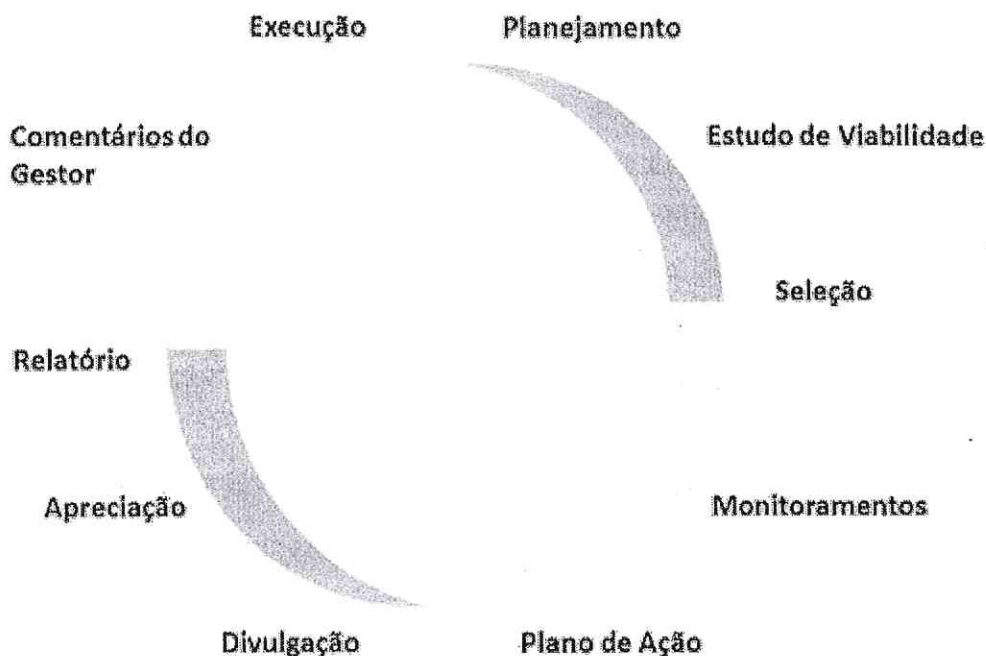 Execução
Planejamento
Comentários do
Gestor
Estudo de Viabilidade
Seleção
Relatório
Apreciação
Monitoramentos
Divulgação
Plano de Ação